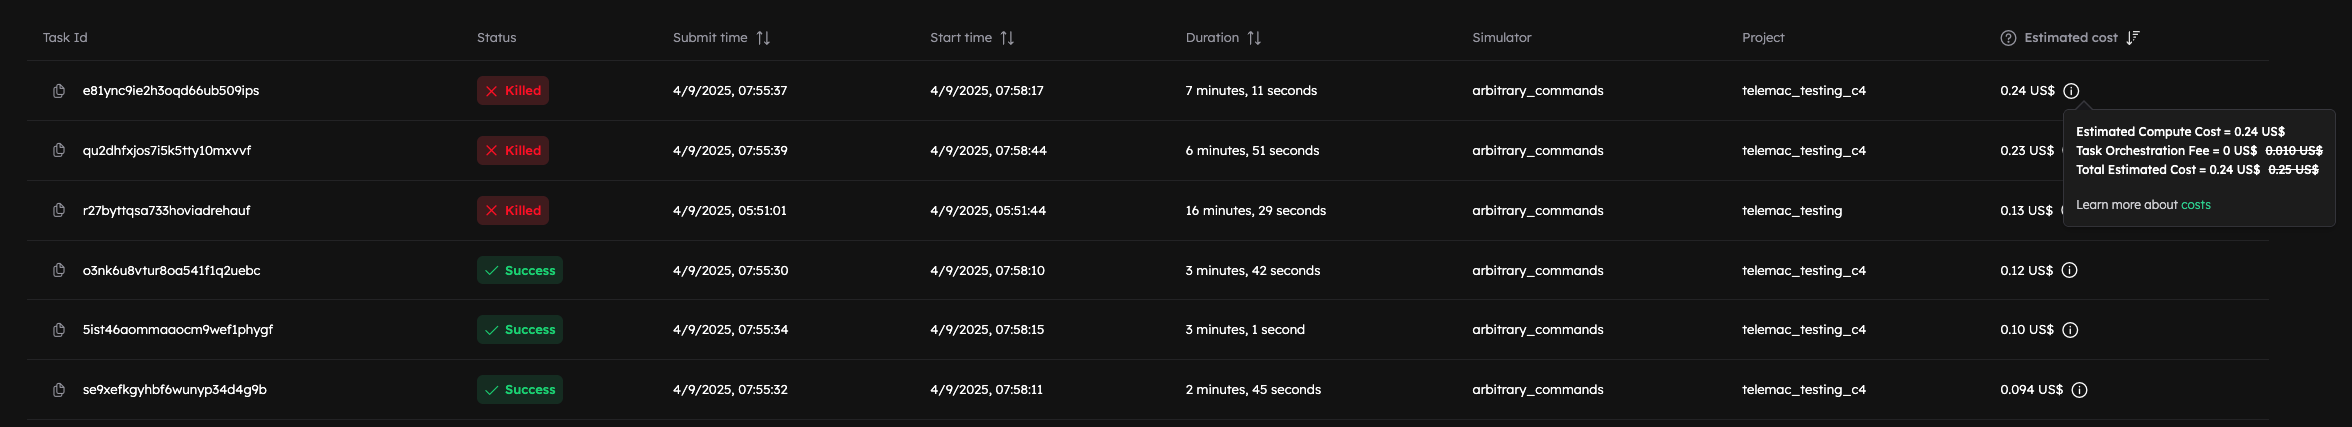 Task Id Status Submit time Start time Duration Simulator Project Estimated cost
e81ync9ie2h3oqd66ub509ips Killed 4/9/2025, 07:55:37 4/9/2025, 07:58:17 7 minutes, 11 seconds arbitrary_commands telemac_testing_c4 0.24 US$
Estimated Compute Cost = 0.24 US$
Task Orchestration Fee = 0 US$ 0.010 US$
Total Estimated Cost = 0.24 US$ 0.25 US$
Learn more about costs
qu2dhfxjos7i5k5tty10mxvvf Killed 4/9/2025, 07:55:39 4/9/2025, 07:58:44 6 minutes, 51 seconds arbitrary_commands telemac_testing_c4 0.23 US$
r27byttqsa733hoviadrehauf Killed 4/9/2025, 05:51:01 4/9/2025, 05:51:44 16 minutes, 29 seconds arbitrary_commands telemac_testing 0.13 US$
o3nk6u8vtur8oa541f1q2uebc Success 4/9/2025, 07:55:30 4/9/2025, 07:58:10 3 minutes, 42 seconds arbitrary_commands telemac_testing_c4 0.12 US$
5ist46aommaaocm9wef1phygf Success 4/9/2025, 07:55:34 4/9/2025, 07:58:15 3 minutes, 1 second arbitrary_commands telemac_testing_c4 0.10 US$
se9xefkgyhbf6wunyp34d4g9b Success 4/9/2025, 07:55:32 4/9/2025, 07:58:11 2 minutes, 45 seconds arbitrary_commands telemac_testing_c4 0.094 US$